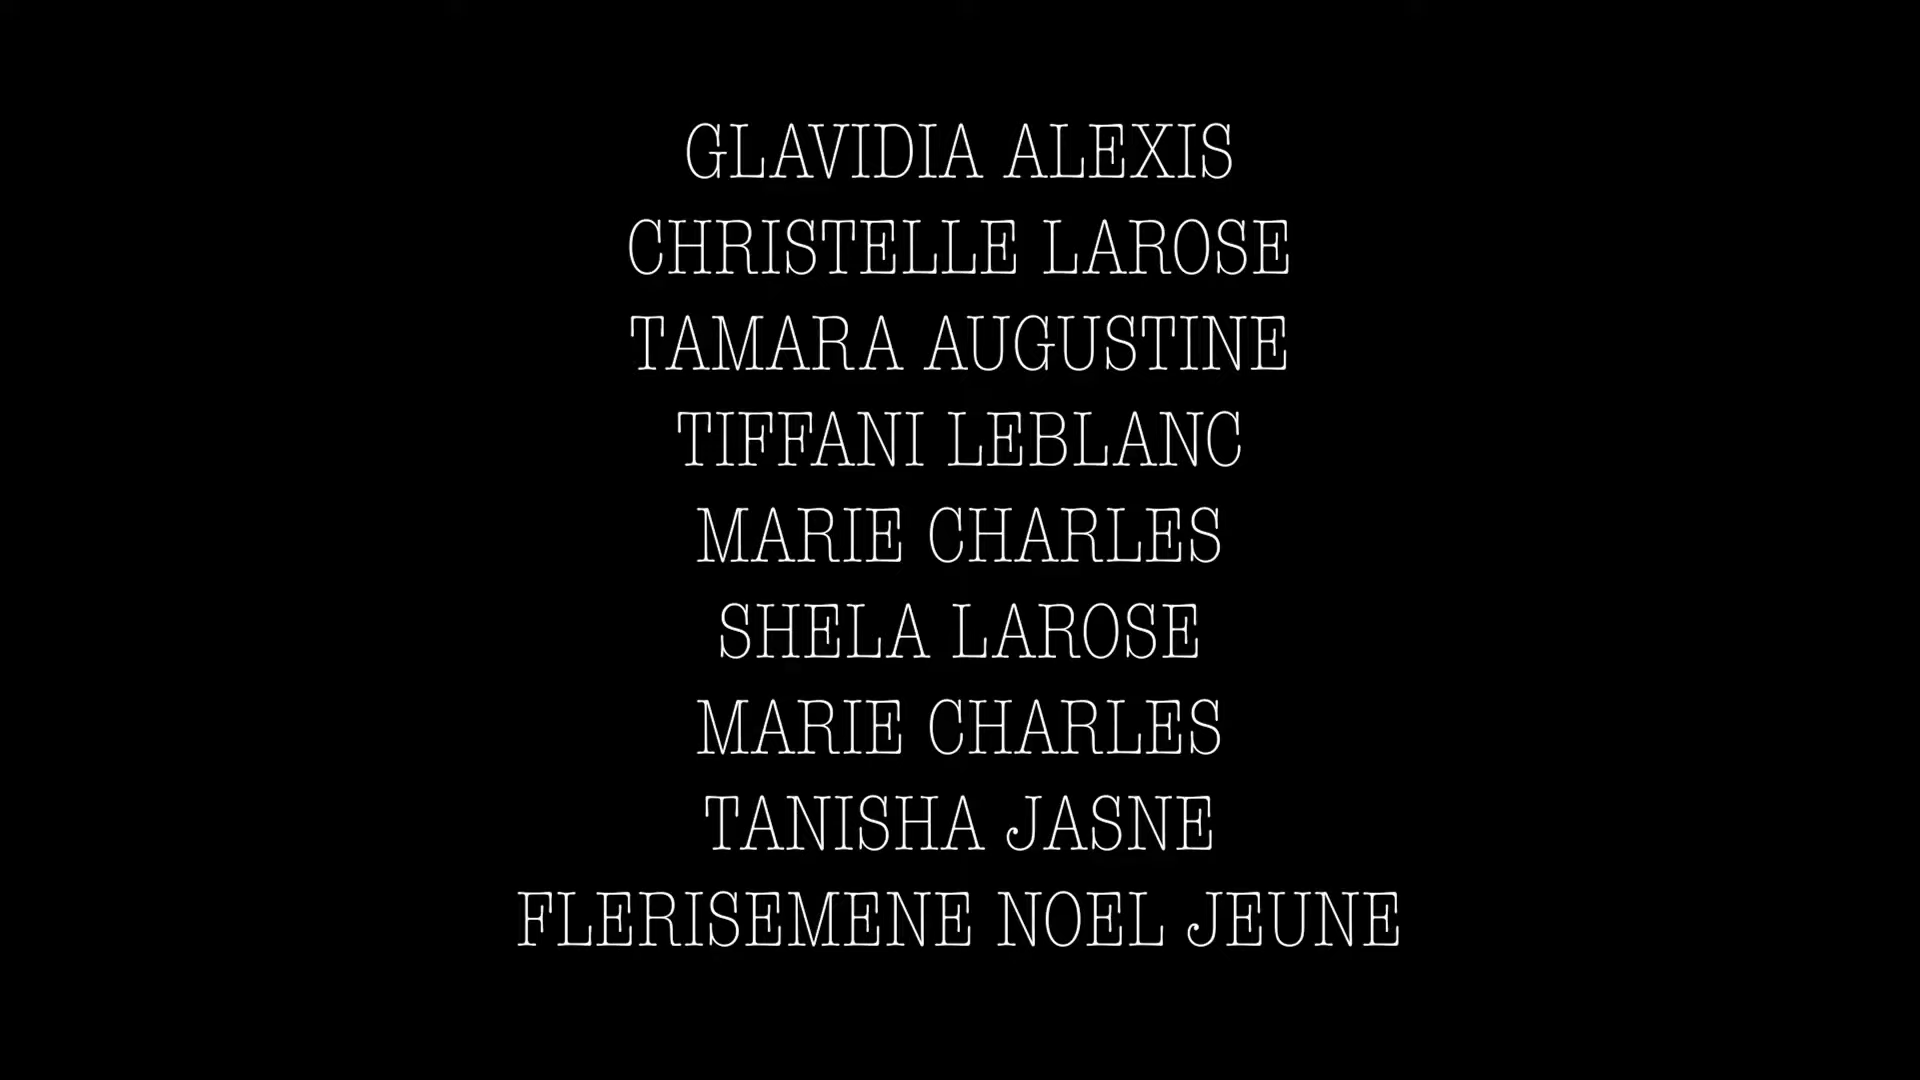 GLAVIDIA ALEXIS
CHRISTELLE LAROSE
TAMARA AUGUSTINE
TIFFANI LEBLANC
MARIE CHARLES
SHELA LAROSE
MARIE CHARLES
TANISHA JASNE
FLERISEMENE NOEL JEUNE